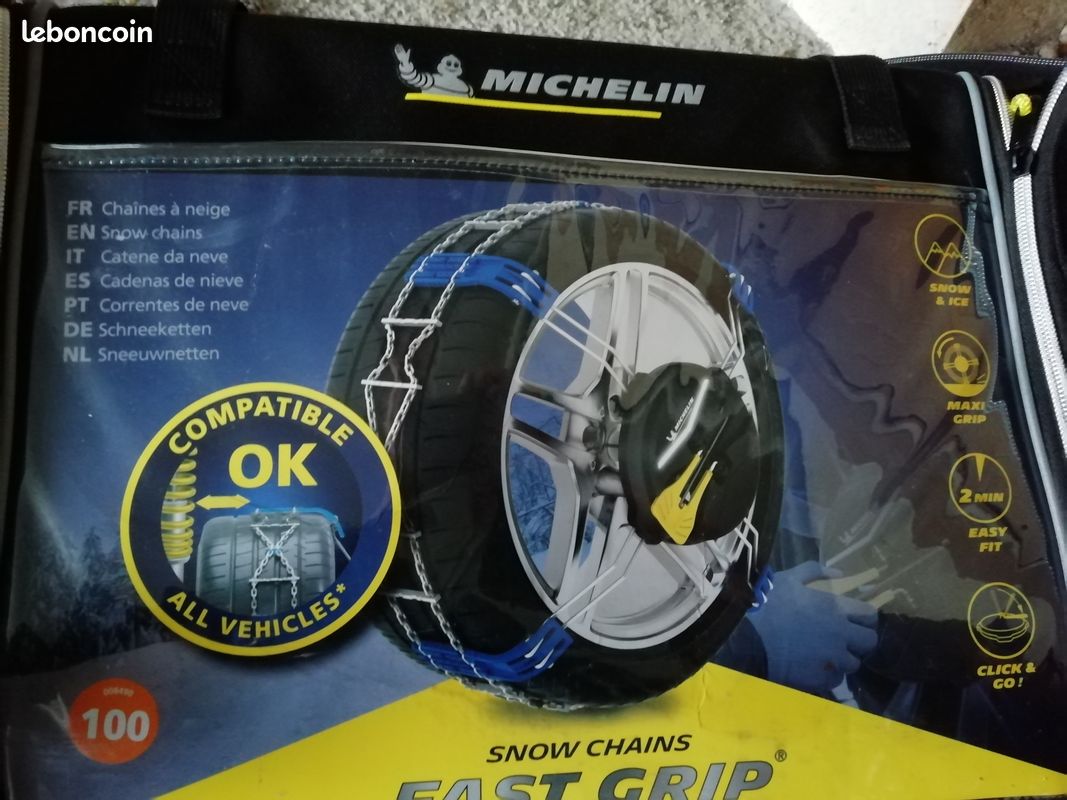 leboncoin
MICHELIN
FR Chaînes à neige
EN Snow chains
IT Catene da neve
ES Cadenas de nieve
PT Correntes de neve
DE Schneeketten
NL Sneeuwnetten
COMPATIBLE
OK
ALL VEHICLES*
MICHELIN
SNOW
& ICE
MAXI
GRIP
2 MIN
EASY
FIT
CLICK &
GO !
008490
100
SNOW CHAINS
FAST GRIP®